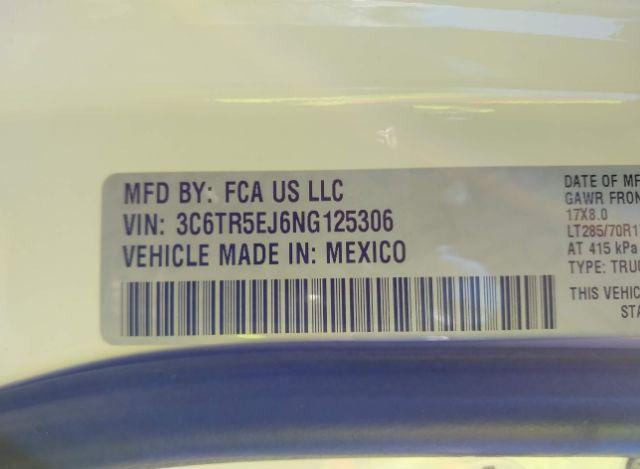 MFD BY: FCA US LLC
VIN: 3C6TR5EJ6NG125306
VEHICLE MADE IN: MEXICO
DATE OF MF
GAWR FRON
17X8.0
LT285/70R1
AT 415 kPa
TYPE: TRUC
THIS VEHIC
STA